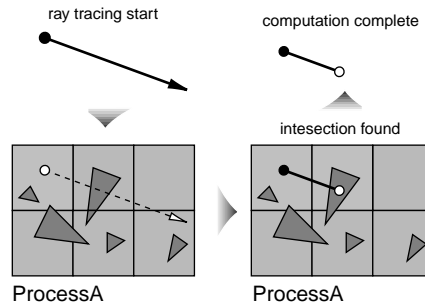 ray tracing start
computation complete
intesection found
ProcessA
ProcessA